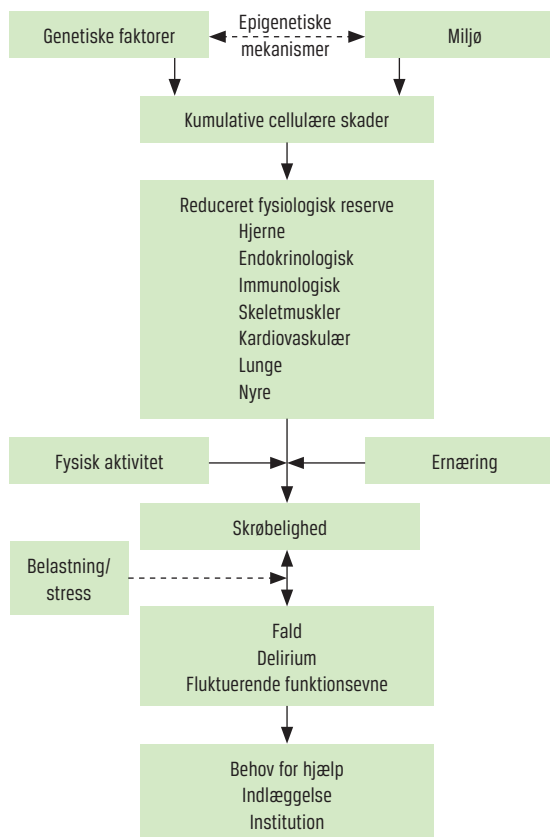 Genetiske faktorer
Epigenetiske
mekanismer
Miljø
Kumulative cellulære skader
Reduceret fysiologisk reserve
Hjerne
Endokrinologisk
Immunologisk
Skeletmuskler
Kardiovaskulær
Lunge
Nyre
Fysisk aktivitet
Ernæring
Skrøbelighed
Belastning/
stress
Fald
Delirium
Fluktuerende funktionsevne
Behov for hjælp
Indlæggelse
Institution